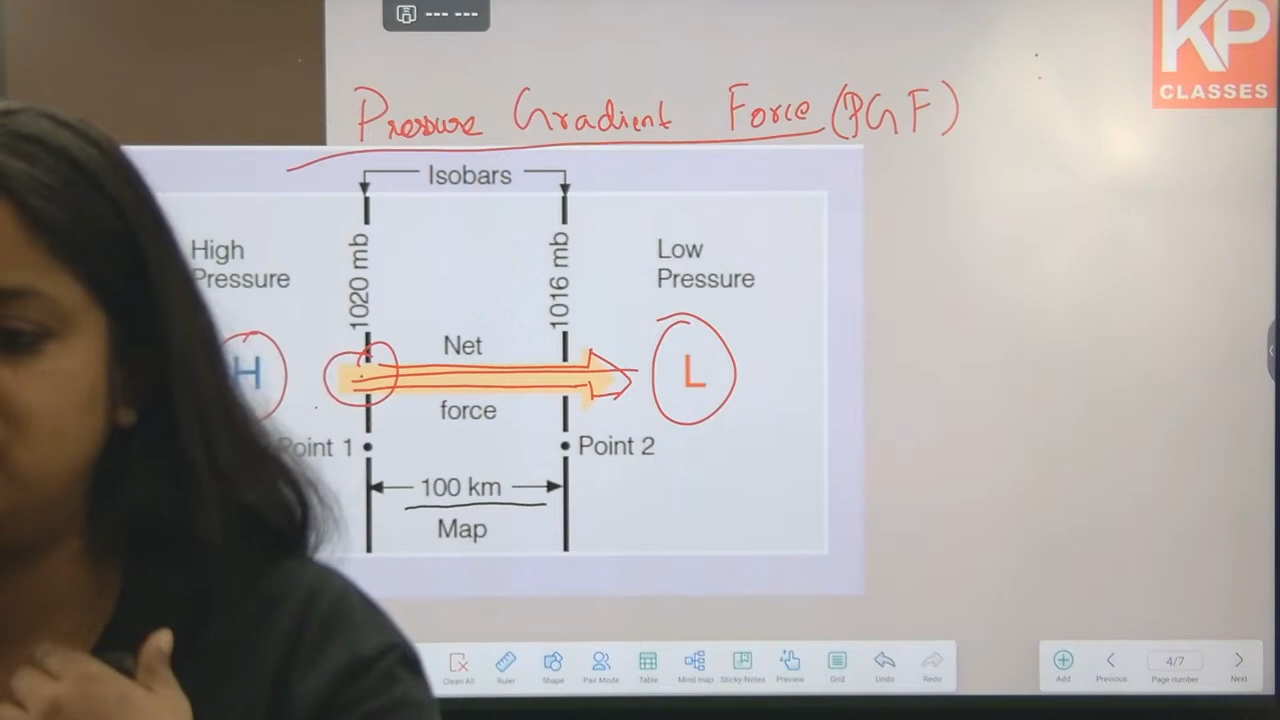 --- ---
KP
CLASSES
Pressure Gradient Force (PGF)
Isobars
High
Pressure
1020 mb
1016 mb
Low
Pressure
H
Net
force
L
Point 1
Point 2
100 km
Map
Clean All
Ruler
Shape
Pair Mode
Table
Mind map
Sticky-Notes
Preview
Grid
Undo
Redo
Add
Previous
4/7
Page number
Next